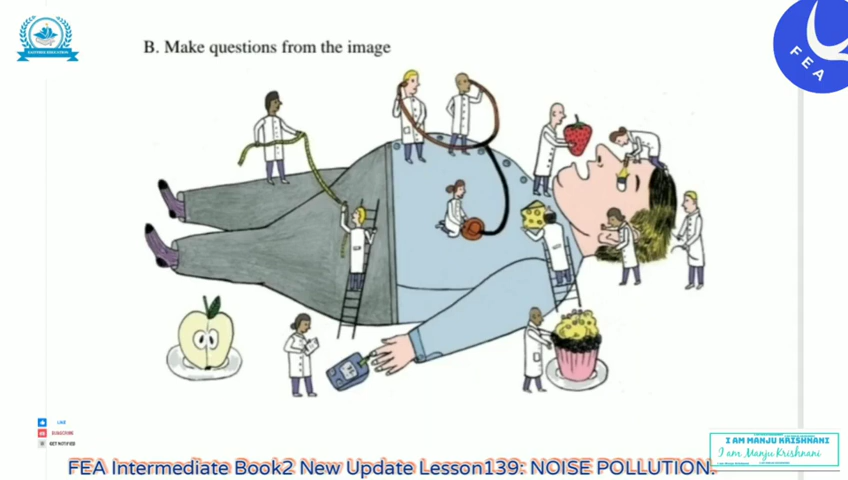 B. Make questions from the image
FEA
LIKE
SUBSCRIBE
GET NOTIFIED
I AM MANJU KRISHNANI
I am Manju Krishnani
FEA Intermediate Book2 New Update Lesson139: NOISE POLLUTION.